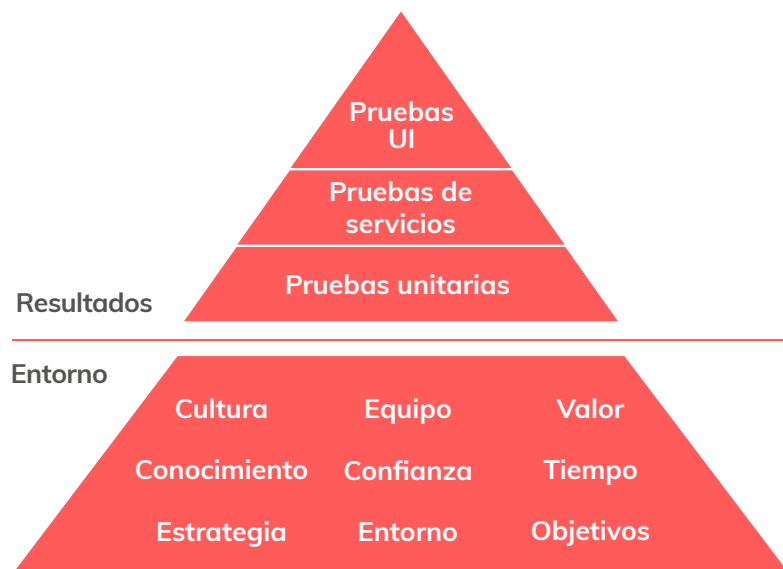 Pruebas
UI
Pruebas de
servicios
Pruebas unitarias
Resultados
Entorno
Cultura Equipo Valor
Conocimiento Confianza Tiempo
Estrategia Entorno Objetivos